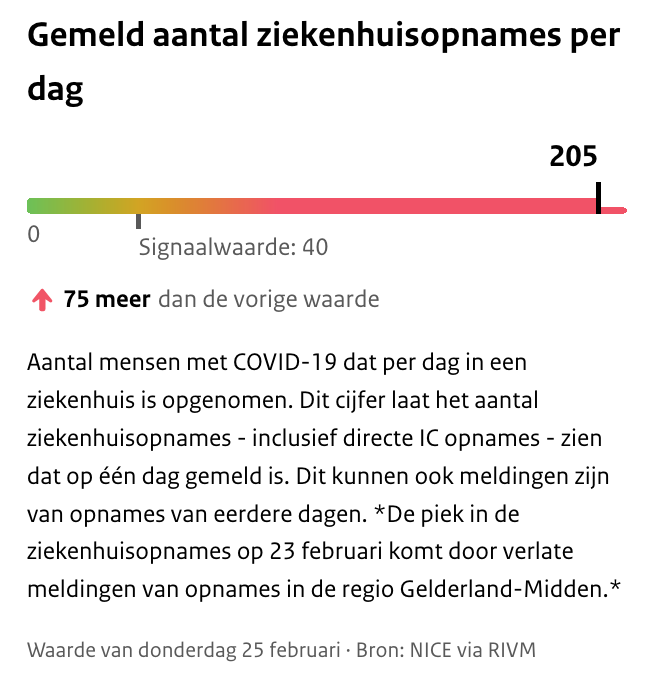 Gemeld aantal ziekenhuisopnames per
dag
205
0
Signaalwaarde: 40
75 meer dan de vorige waarde
Aantal mensen met COVID-19 dat per dag in een
ziekenhuis is opgenomen. Dit cijfer laat het aantal
ziekenhuisopnames - inclusief directe IC opnames - zien
dat op één dag gemeld is. Dit kunnen ook meldingen zijn
van opnames van eerdere dagen. *De piek in de
ziekenhuisopnames op 23 februari komt door verlate
meldingen van opnames in de regio Gelderland-Midden.*
Waarde van donderdag 25 februari · Bron: NICE via RIVM